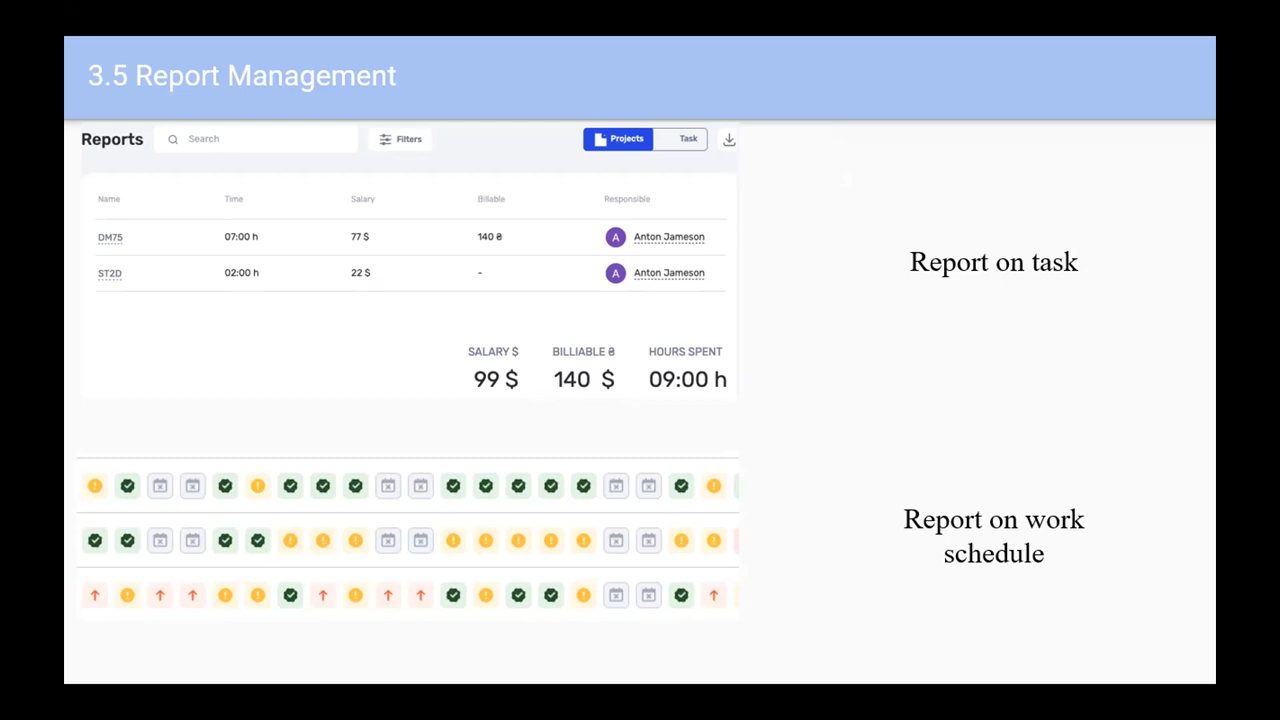 3.5 Report Management
Reports Search Filters Projects Task
Name Time Salary Billable Responsible
DM75 07:00 h 77 $ 140 ₴ A Anton Jameson
ST2D 02:00 h 22 $ - A Anton Jameson
SALARY $ BILLIABLE ₴ HOURS SPENT
99 $ 140 $ 09:00 h
Report on task
Report on work
schedule